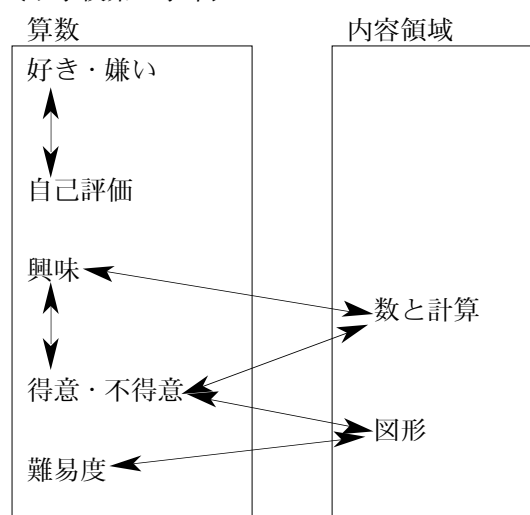 算数
内容領域
好き・嫌い
自己評価
興味
数と計算
得意・不得意
図形
難易度